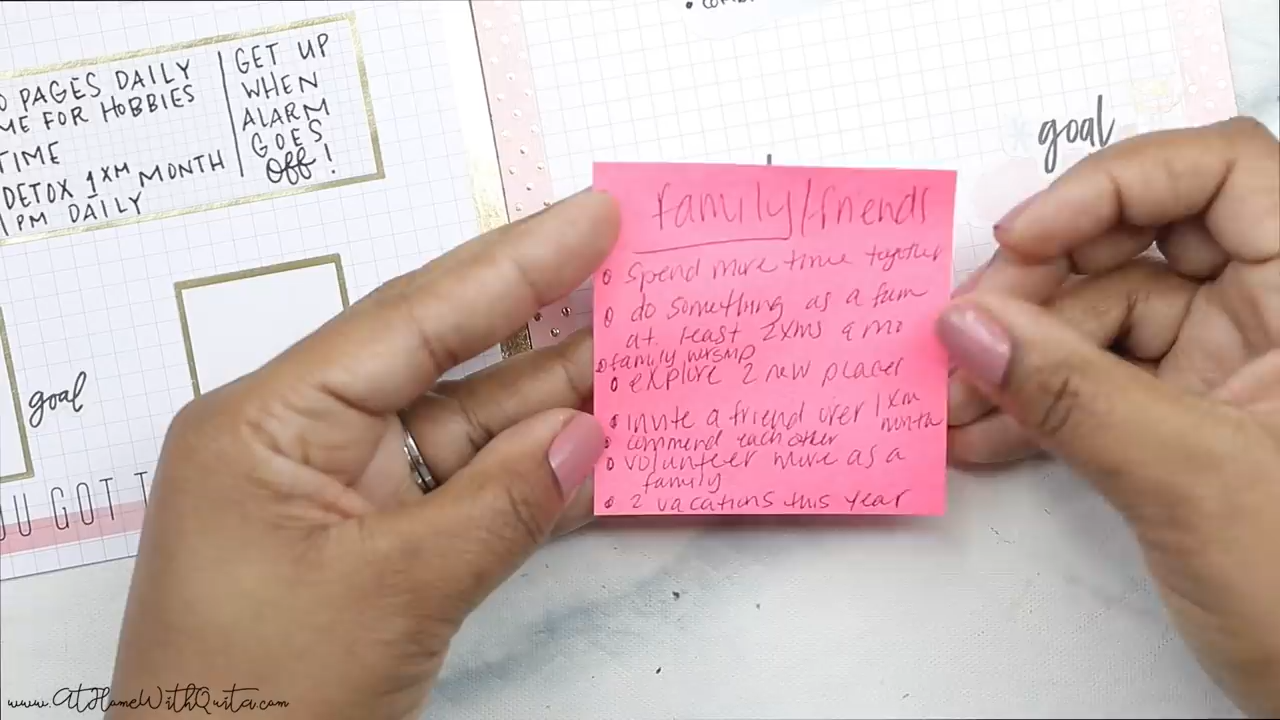 PAGES DAILY
ME FOR HOBBIES
TIME
DETOX 1XM MONTH
PM DAILY
GET UP
WHEN
ALARM
GOES
OFF!
goal
U GOT
goal
family/friends
spend more time together
do something as a fam
at least 2xms a mo
family
explore 2 new places
invite a friend over 1xm
month
commend each other
volunteer more as a
family
2 vacations this year
www.AtHomeWithQuita.com